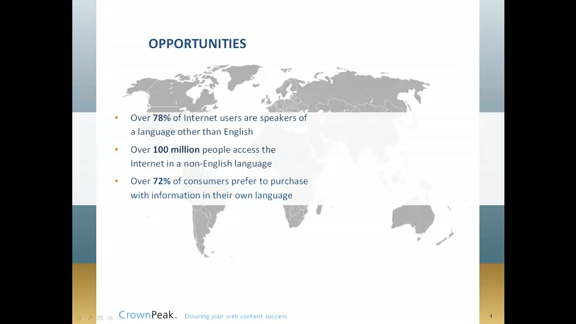 OPPORTUNITIES
• Over 78% of Internet users are speakers of
a language other than English
• Over 100 million people access the
Internet in a non-English language
• Over 72% of consumers prefer to purchase
with information in their own language
CrownPeak. Ensuring your web content success
4